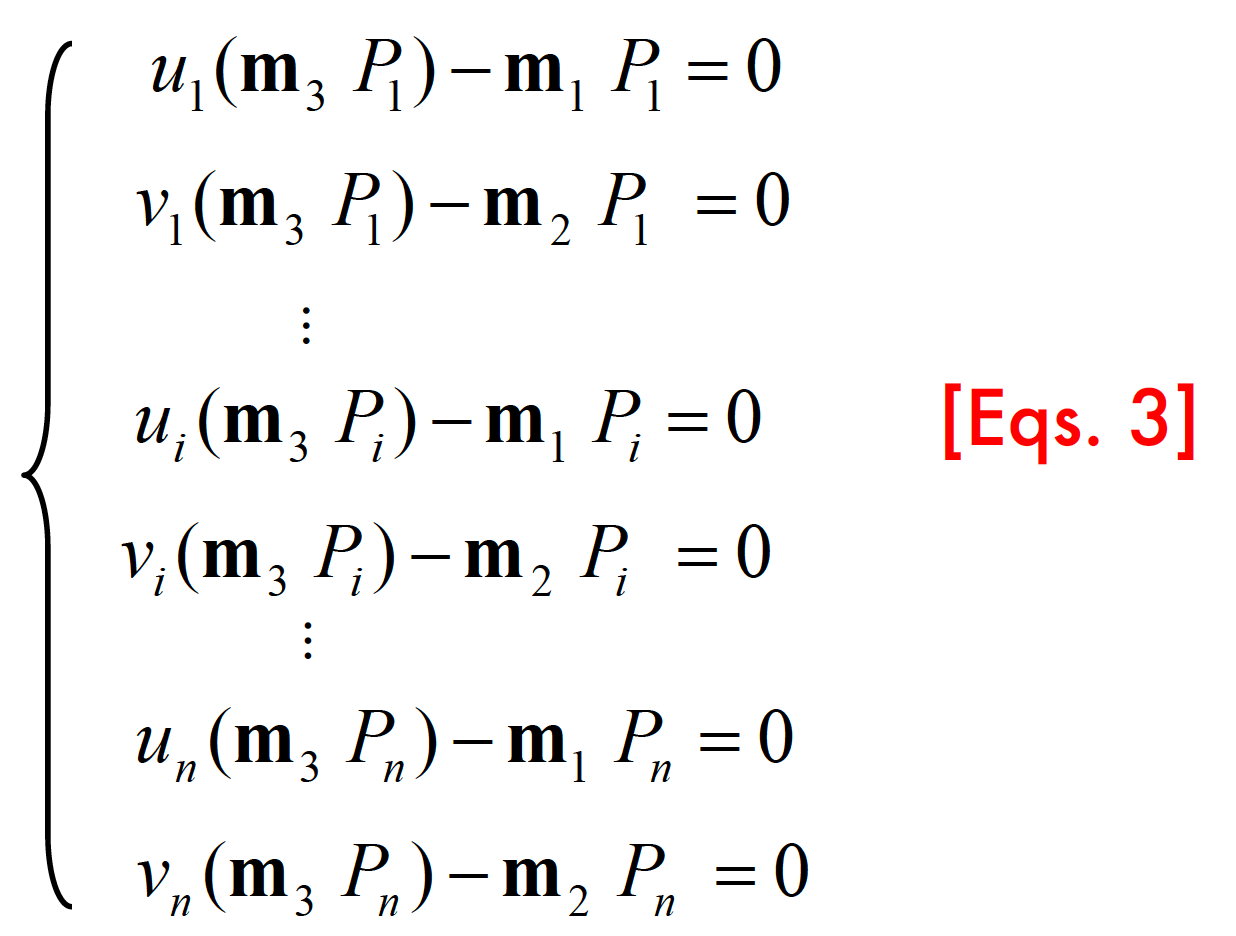 u₁(m₃ P₁) − m₁ P₁ = 0
v₁(m₃ P₁) − m₂ P₁ = 0
⋮
uᵢ(m₃ Pᵢ) − m₁ Pᵢ = 0 [Eqs. 3]
vᵢ(m₃ Pᵢ) − m₂ Pᵢ = 0
⋮
uₙ(m₃ Pₙ) − m₁ Pₙ = 0
vₙ(m₃ Pₙ) − m₂ Pₙ = 0